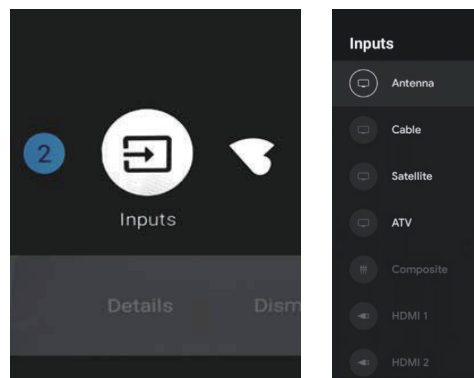 2
Inputs
Details
Dism
Inputs
Antenna
Cable
Satellite
ATV
Composite
HDMI 1
HDMI 2